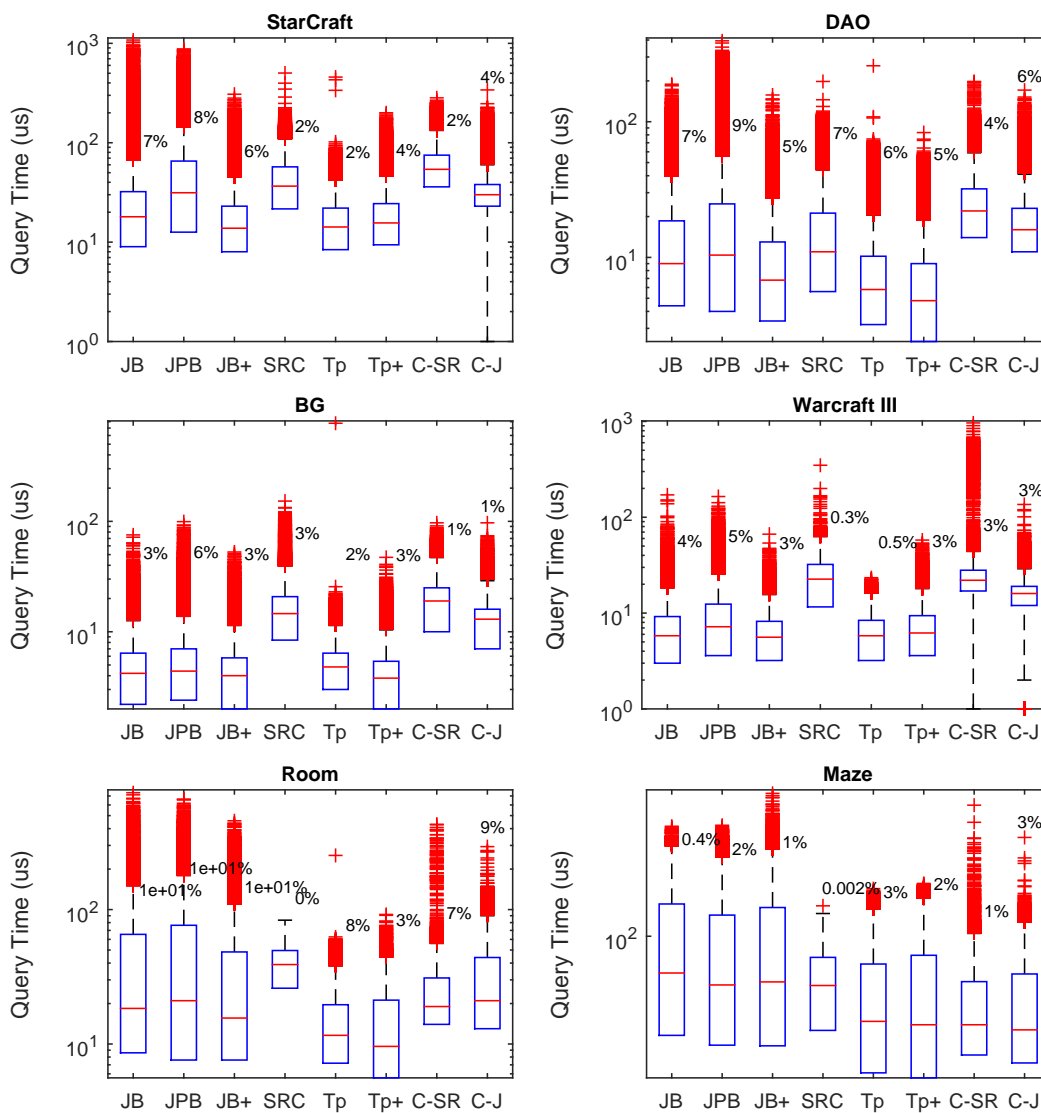 StarCraft
10^3
10^2
10^1
10^0
Query Time (us)
7%
8%
6%
2%
2%
4%
2%
4%
JB JPB JB+ SRC Tp Tp+ C-SR C-J
DAO
10^2
10^1
Query Time (us)
7%
9%
5%
7%
6%
5%
4%
6%
JB JPB JB+ SRC Tp Tp+ C-SR C-J
BG
10^2
10^1
Query Time (us)
3%
6%
3%
3%
2%
3%
1%
1%
JB JPB JB+ SRC Tp Tp+ C-SR C-J
Warcraft III
10^3
10^2
10^1
10^0
Query Time (us)
4%
5%
3%
0.3%
0.5%
3%
3%
3%
JB JPB JB+ SRC Tp Tp+ C-SR C-J
Room
10^2
10^1
Query Time (us)
1e+01%
1e+01%
1e+01%
0%
8%
3%
7%
9%
JB JPB JB+ SRC Tp Tp+ C-SR C-J
Maze
10^2
Query Time (us)
0.4%
2%
1%
0.002%
3%
2%
1%
3%
JB JPB JB+ SRC Tp Tp+ C-SR C-J